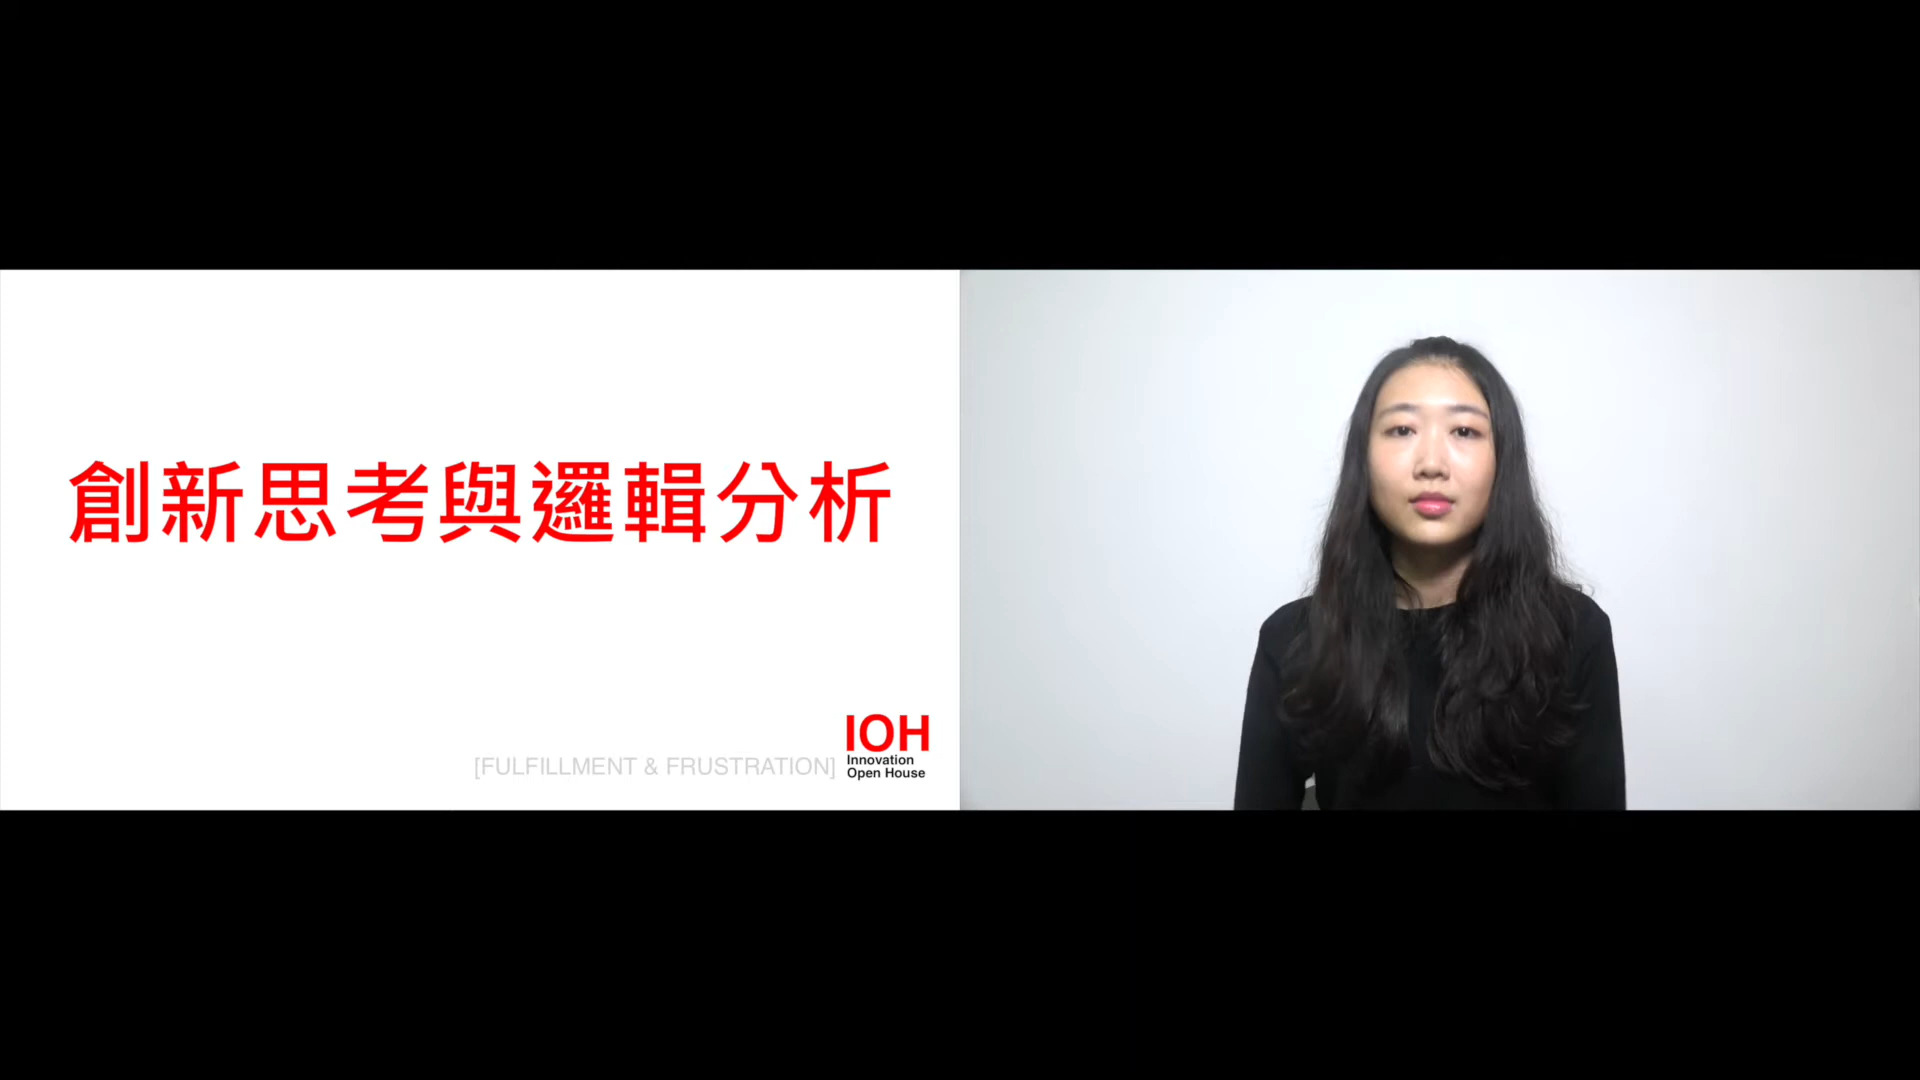 創新思考與邏輯分析
[FULFILLMENT & FRUSTRATION]
IOH
Innovation
Open House